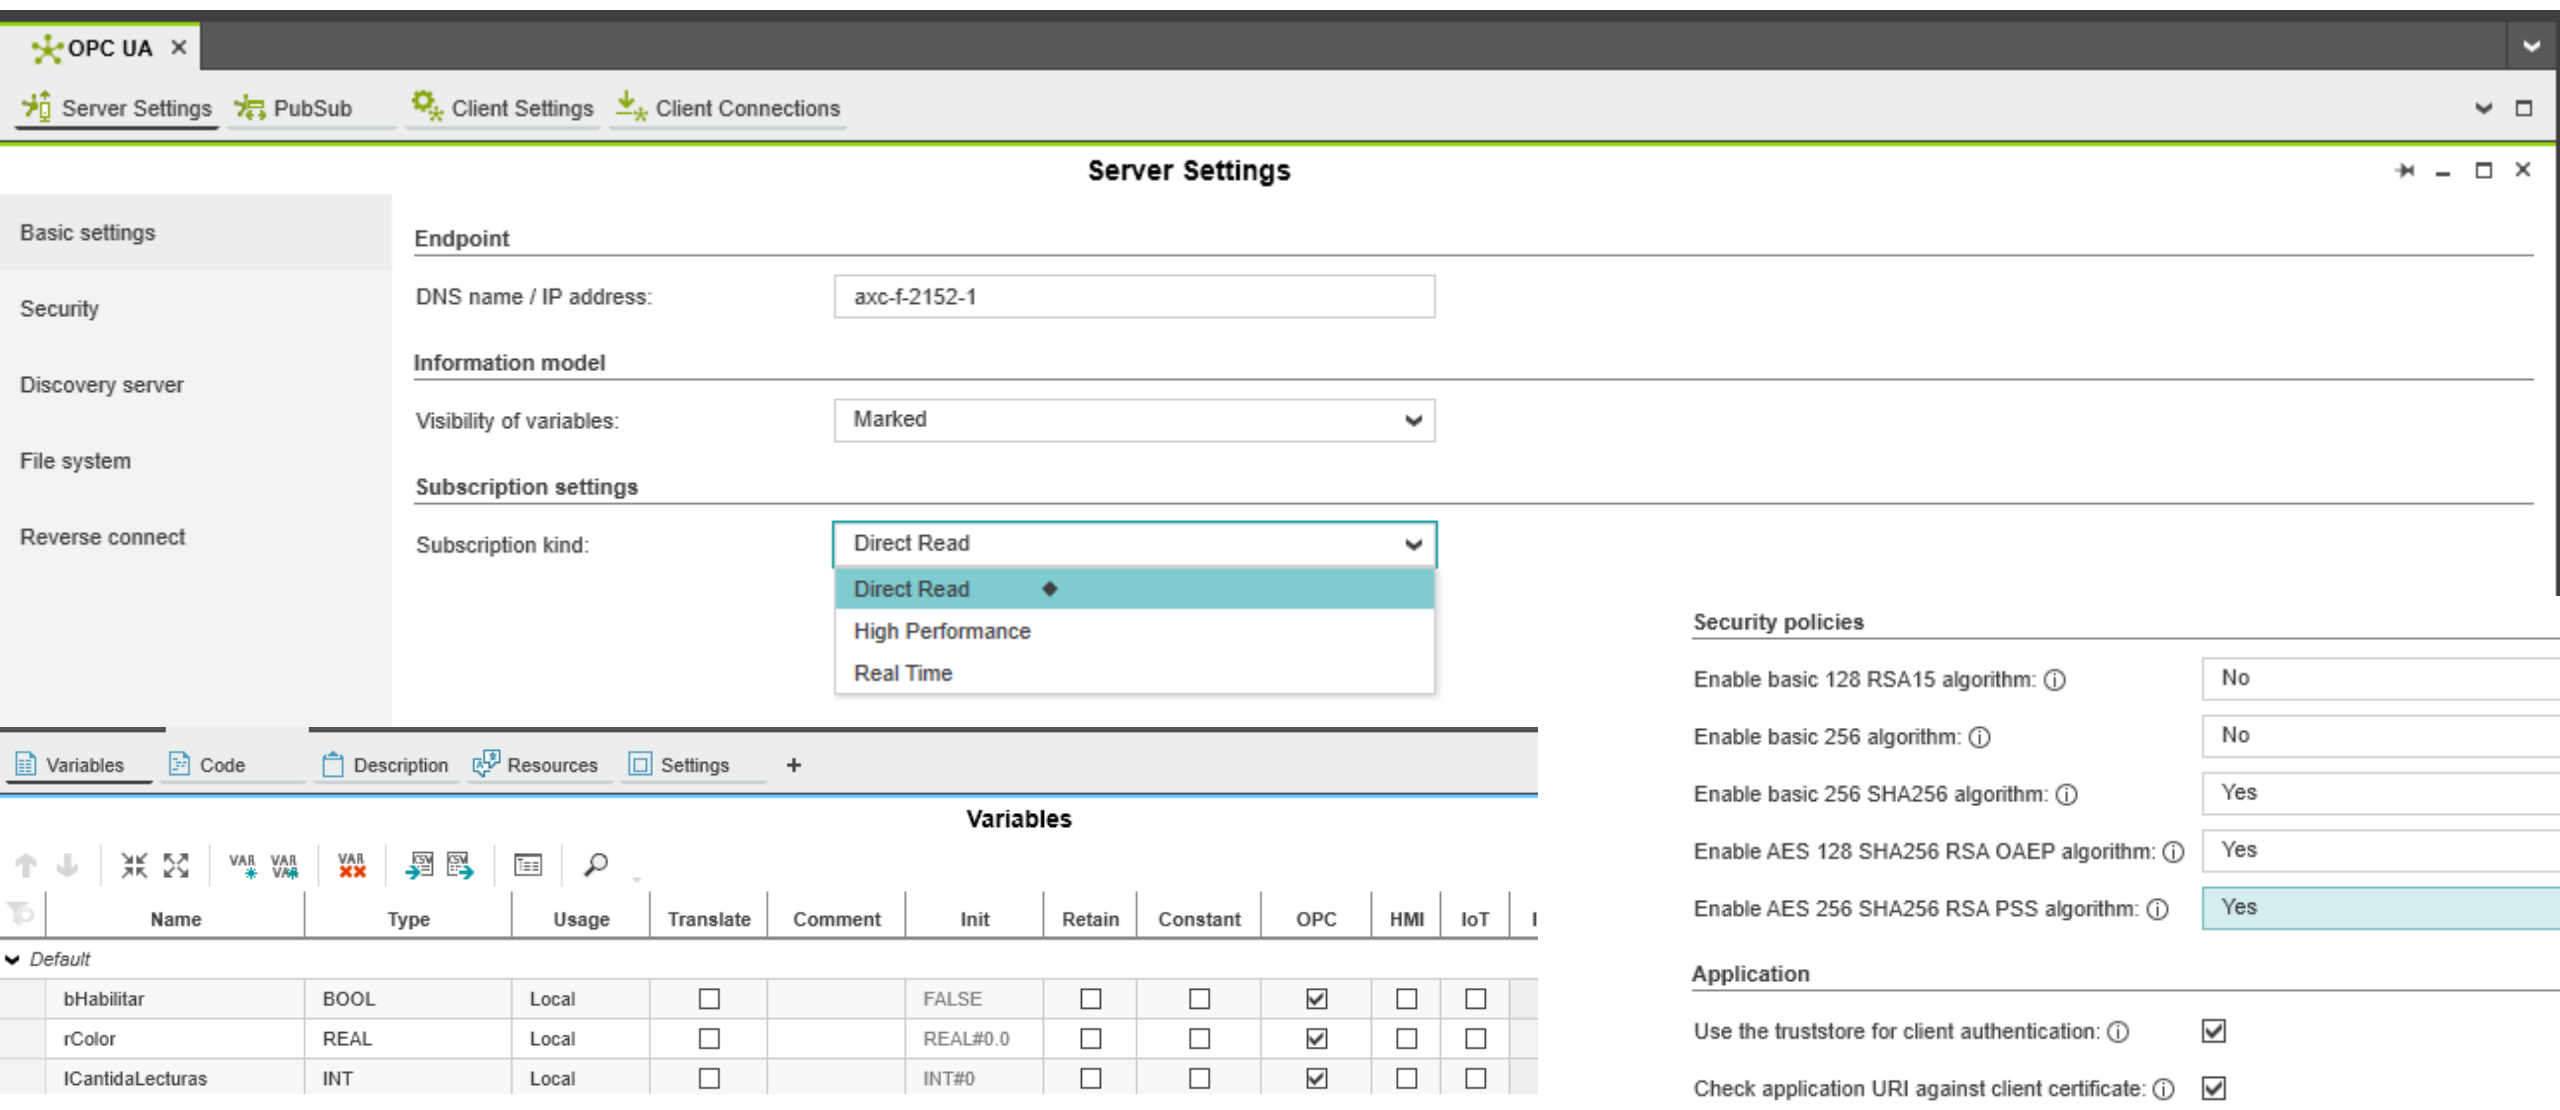 OPC UA
Server Settings PubSub Client Settings Client Connections
Server Settings
Basic settings
Security
Discovery server
File system
Reverse connect
Endpoint
DNS name / IP address: axc-f-2152-1
Information model
Visibility of variables: Marked
Subscription settings
Subscription kind: Direct Read
Direct Read
High Performance
Real Time
Security policies
Enable basic 128 RSA15 algorithm: No
Enable basic 256 algorithm: No
Enable basic 256 SHA256 algorithm: Yes
Enable AES 128 SHA256 RSA OAEP algorithm: Yes
Enable AES 256 SHA256 RSA PSS algorithm: Yes
Application
Use the truststore for client authentication:
Check application URI against client certificate:
Variables Code Description Resources Settings +
Variables
VAR VAR VAR VAR CSV CSV
Name Type Usage Translate Comment Init Retain Constant OPC HMI IoT
Default
bHabilitar BOOL Local FALSE
rColor REAL Local REAL#0.0
ICantidaLecturas INT Local INT#0